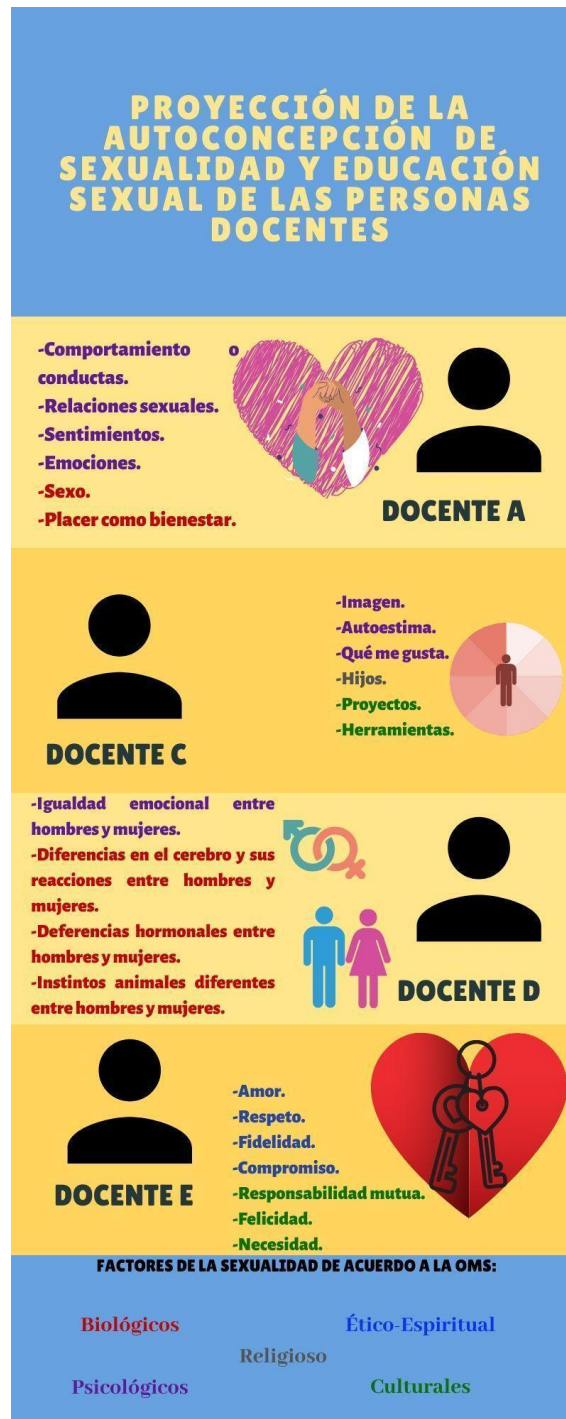 PROYECCIÓN DE LA
AUTOCONCEPCIÓN DE
SEXUALIDAD Y EDUCACIÓN
SEXUAL DE LAS PERSONAS
DOCENTES
-Comportamiento o
conductas.
-Relaciones sexuales.
-Sentimientos.
-Emociones.
-Sexo.
-Placer como bienestar.
DOCENTE A
-Imagen.
-Autoestima.
-Qué me gusta.
-Hijos.
-Proyectos.
-Herramientas.
DOCENTE C
-Igualdad emocional entre
hombres y mujeres.
-Diferencias en el cerebro y sus
reacciones entre hombres y
mujeres.
-Deferencias hormonales entre
hombres y mujeres.
-Instintos animales diferentes
entre hombres y mujeres.
DOCENTE D
-Amor.
-Respeto.
-Fidelidad.
-Compromiso.
-Responsabilidad mutua.
-Felicidad.
-Necesidad.
DOCENTE E
FACTORES DE LA SEXUALIDAD DE ACUERDO A LA OMS:
Biológicos
Ético-Espiritual
Religioso
Psicológicos
Culturales